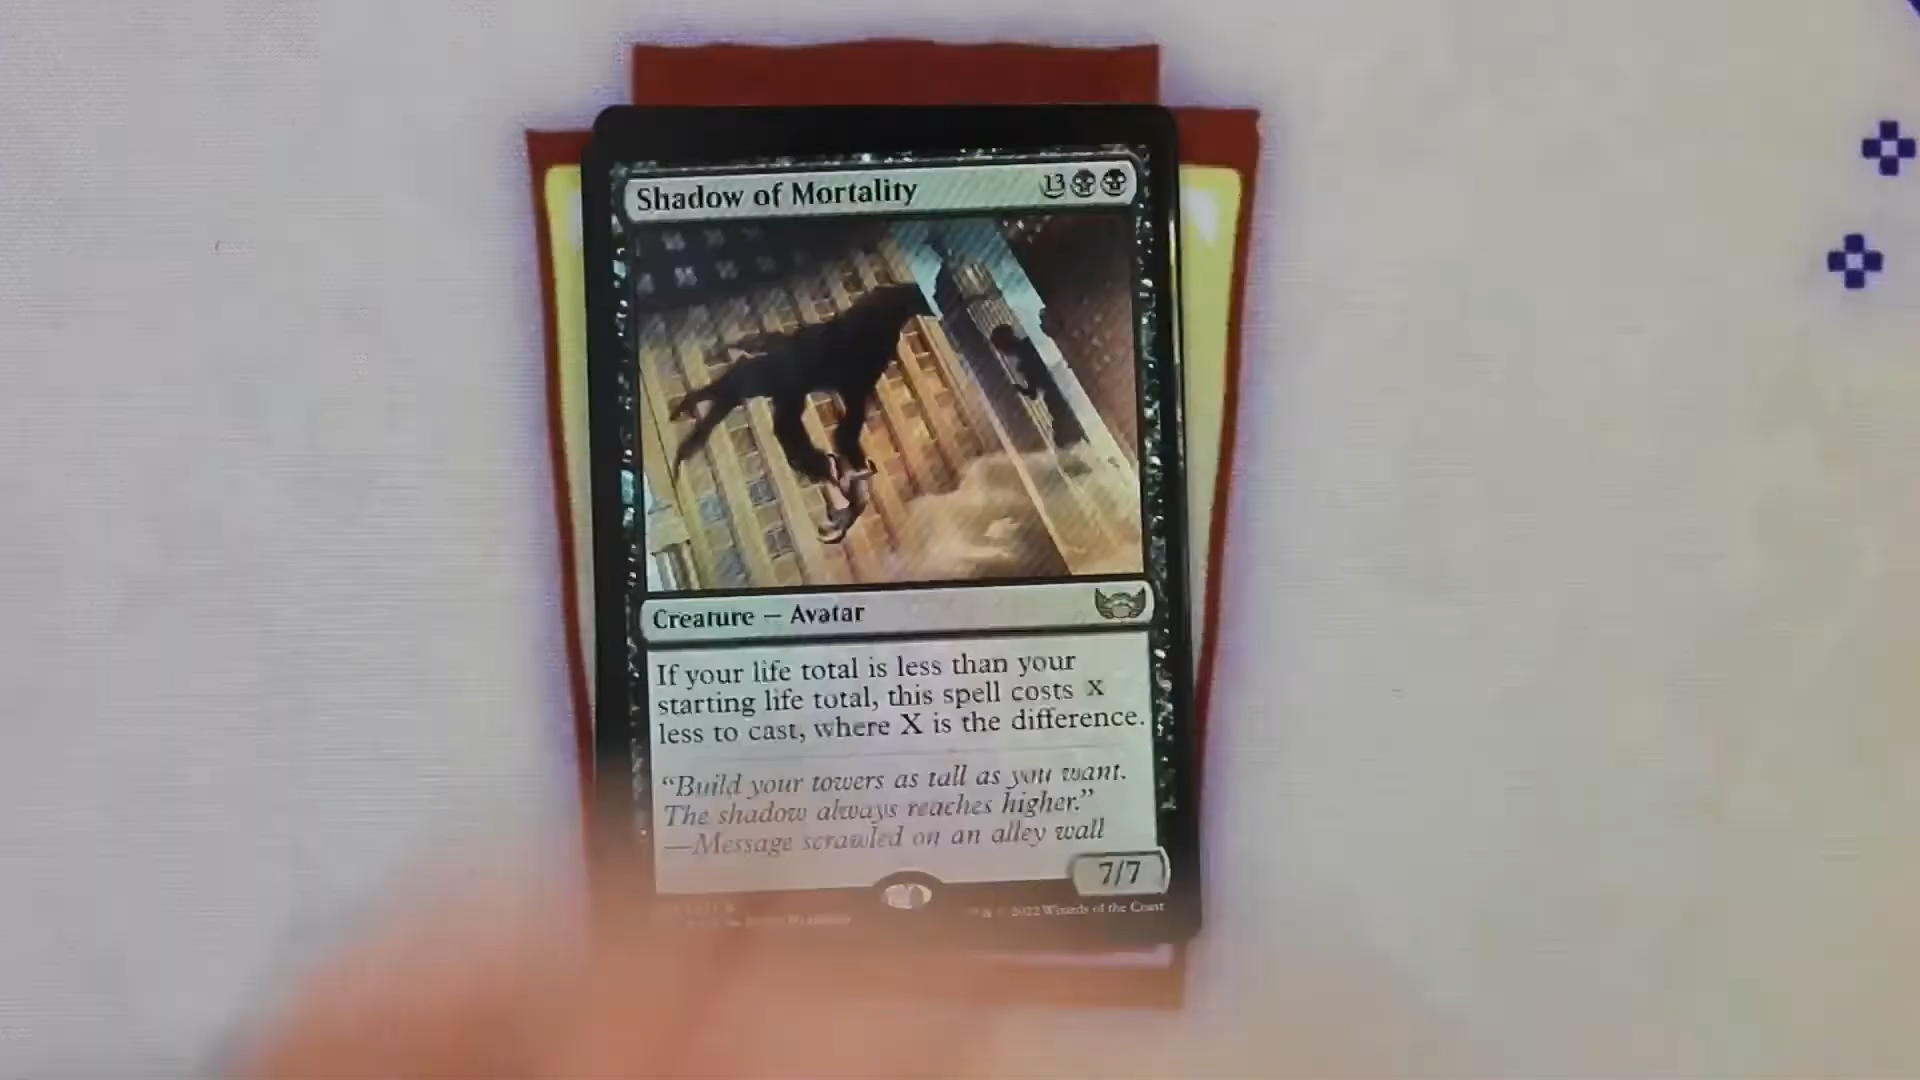 Shadow of Mortality 13
Creature — Avatar
If your life total is less than your
starting life total, this spell costs X
less to cast, where X is the difference.
“Build your towers as tall as you want.
The shadow always reaches higher.”
—Message scrawled on an alley wall
7/7
& © 2022 Wizards of the Coast